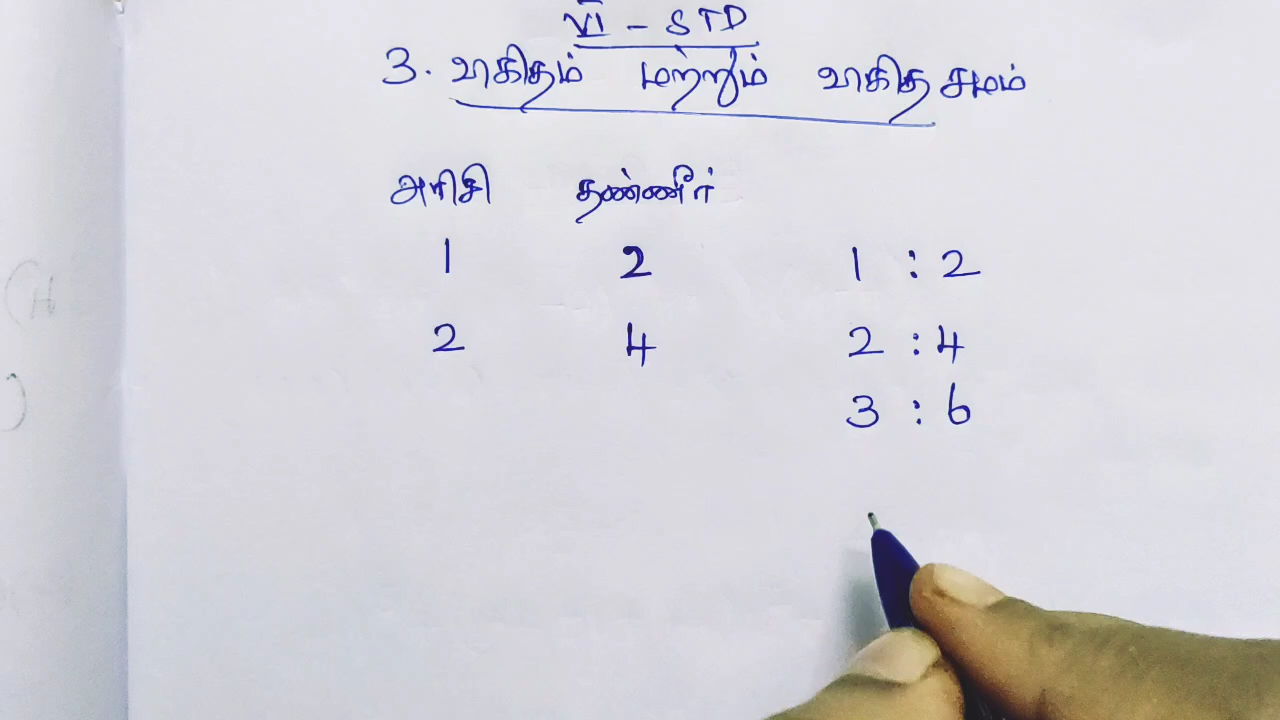 VI - STD
3. விகிதம் மற்றும் விகித சமம்
அரிசி தண்ணீர்
1 2 1 : 2
2 4 2 : 4
3 : 6